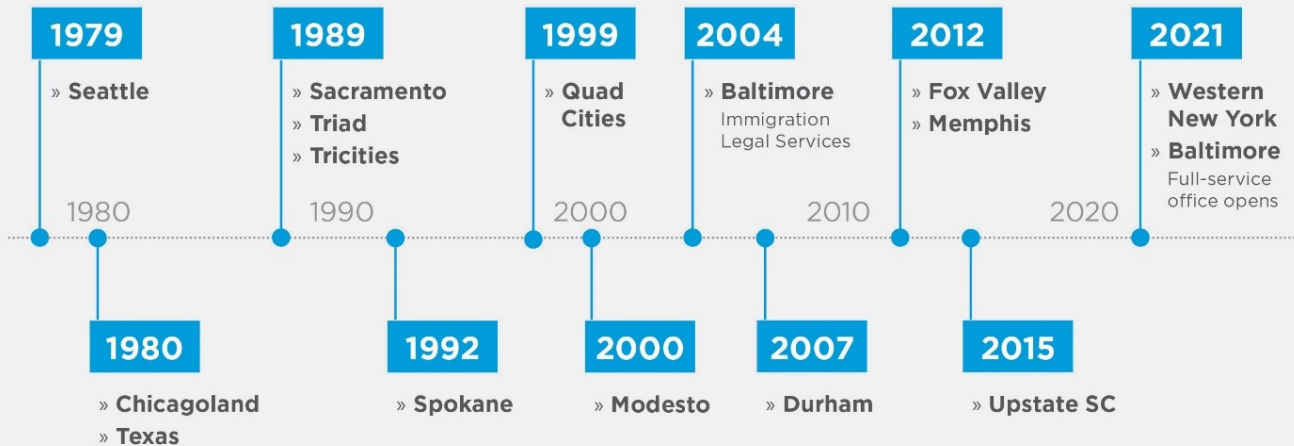 1979
» Seattle
1989
» Sacramento
» Triad
» Tricities
1999
» Quad
Cities
2004
» Baltimore
Immigration
Legal Services
2012
» Fox Valley
» Memphis
2021
» Western
New York
» Baltimore
Full-service
office opens
1980
1990
2000
2010
2020
1980
» Chicagoland
» Texas
1992
» Spokane
2000
» Modesto
2007
» Durham
2015
» Upstate SC